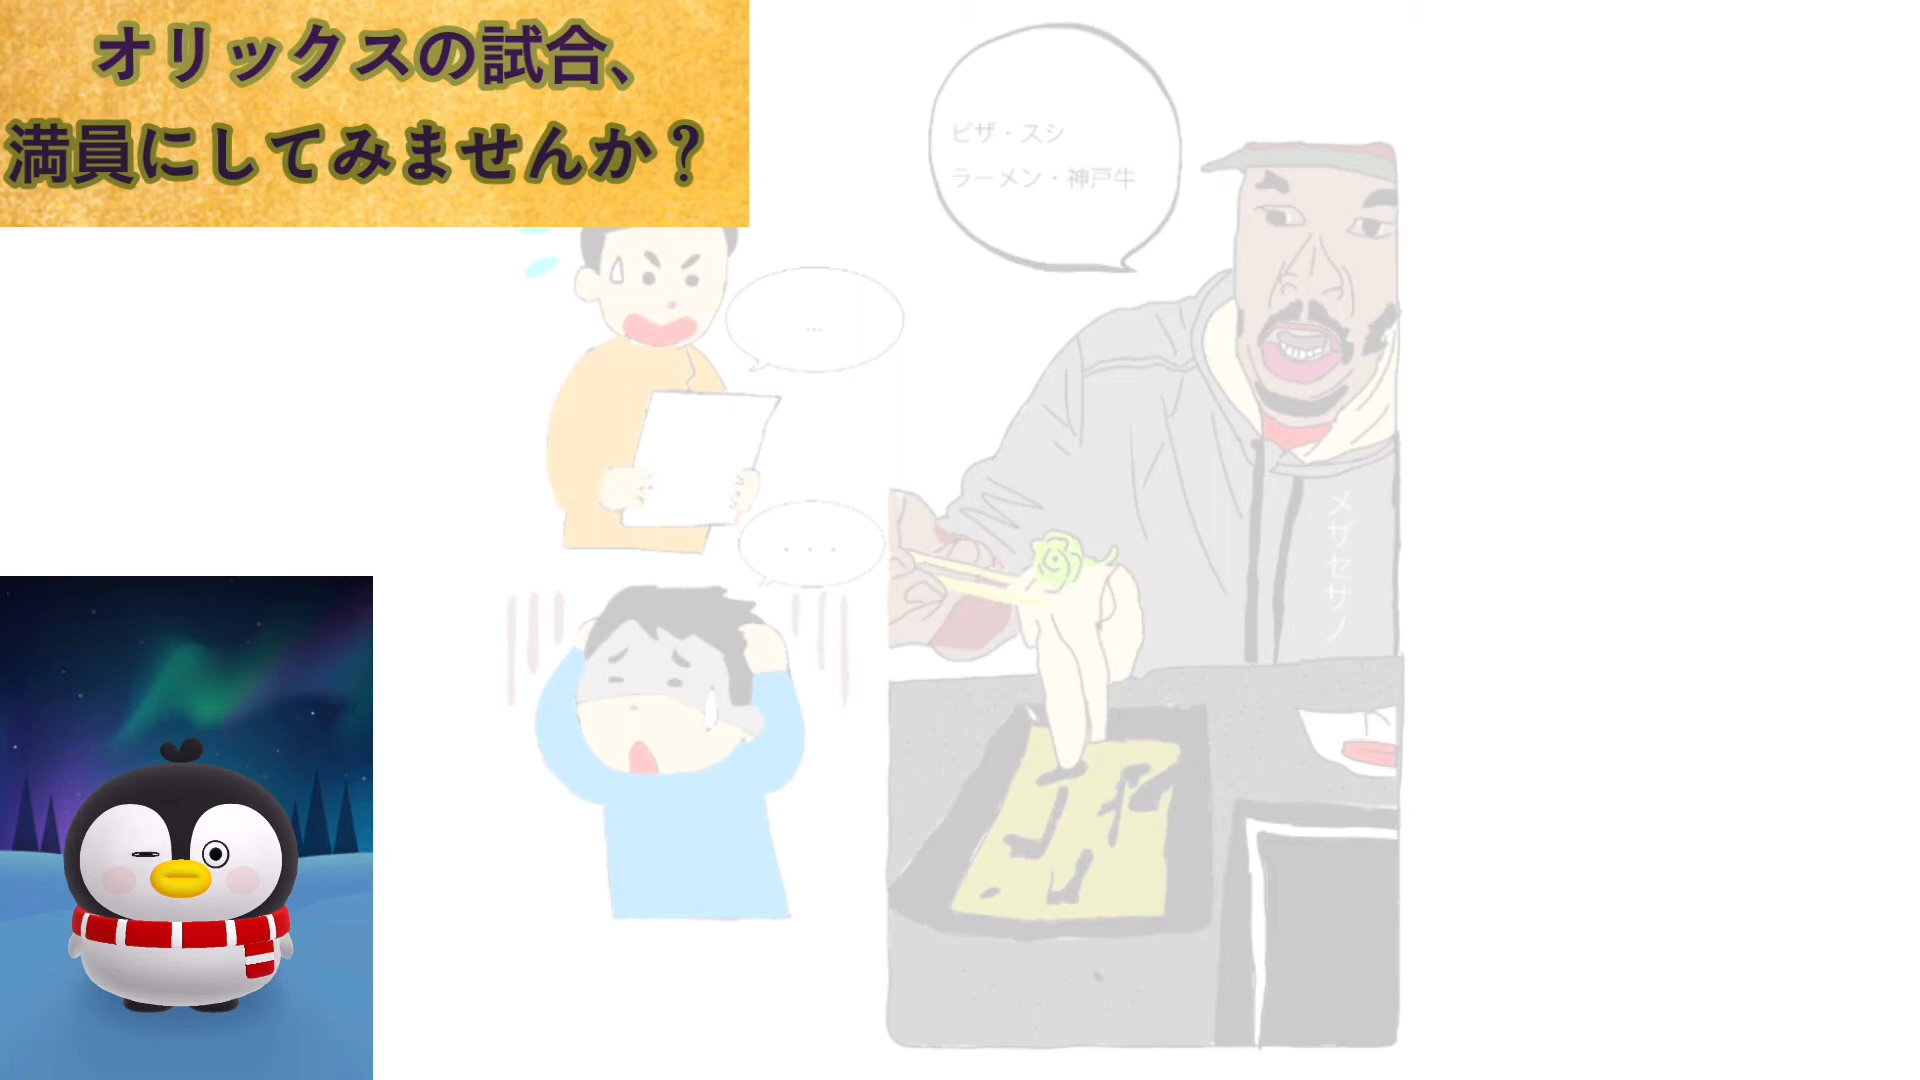 オリックスの試合、
満員にしてみませんか？
ピザ・スシ
ラーメン・神戸牛
...
. . .
メザセサノ